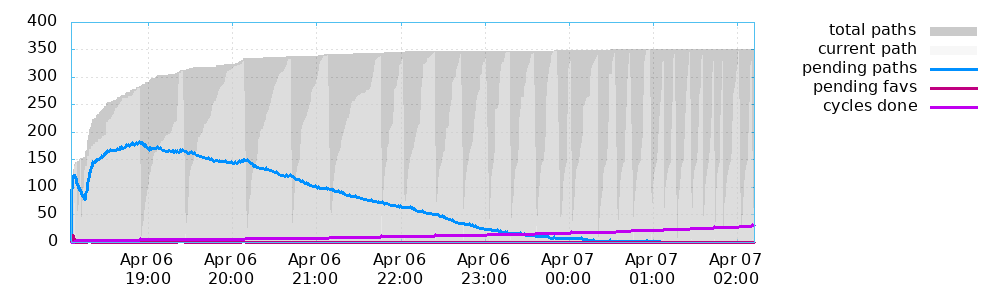 400
350
300
250
200
150
100
50
0
Apr 06 Apr 06 Apr 06 Apr 06 Apr 06 Apr 07 Apr 07 Apr 07
19:00 20:00 21:00 22:00 23:00 00:00 01:00 02:00
total paths
current path
pending paths
pending favs
cycles done